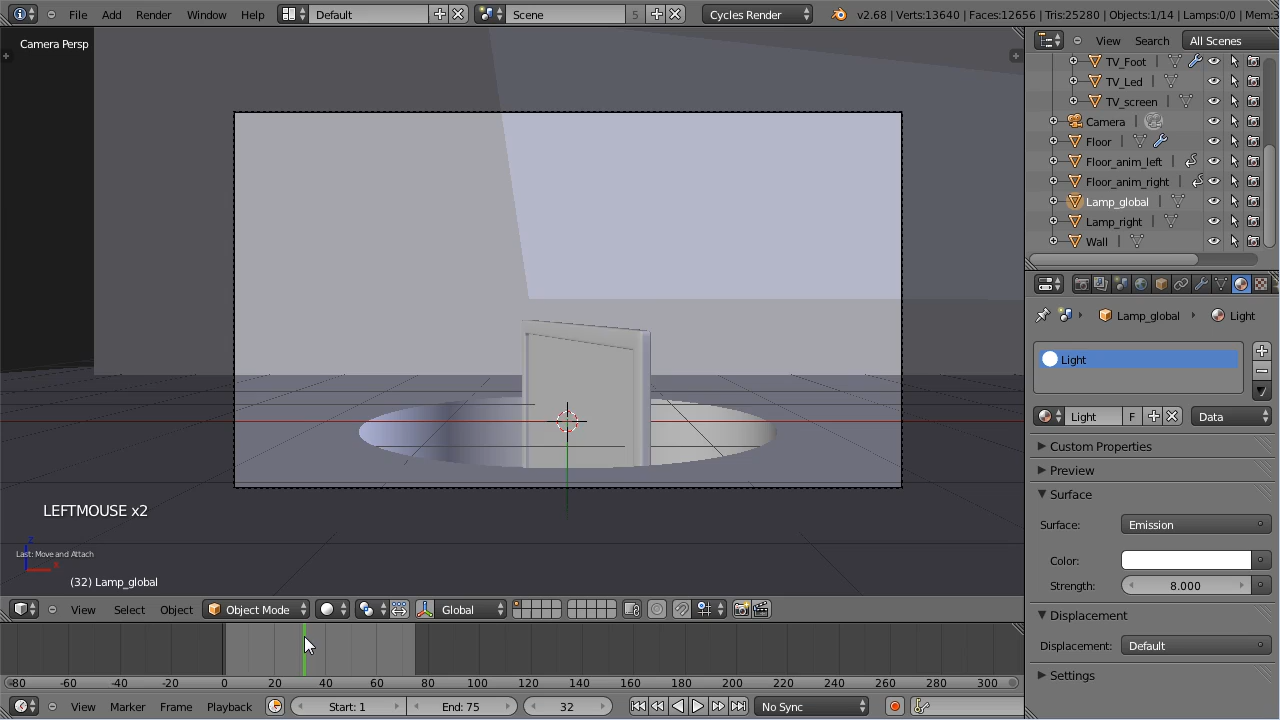 File Add Render Window Help Default Scene 5 Cycles Render v2.68 | Verts:13640 | Faces:12656 | Tris:25280 | Objects:1/14 | Lamps:0/0 | Mem:3
Camera Persp
View Search All Scenes
TV_Foot
TV_Led
TV_screen
Camera
Floor
Floor_anim_left
Floor_anim_right
Lamp_global
Lamp_right
Wall
Lamp_global Light
Light
Light F Data
Custom Properties
Preview
Surface
Surface: Emission
Color:
Strength: 8.000
Displacement
Displacement: Default
Settings
LEFTMOUSE x2
Last: Move and Attach
z
x
(32) Lamp_global
View Select Object Object Mode Global
-80 -60 -40 -20 0 20 40 60 80 100 120 140 160 180 200 220 240 260 280 300
View Marker Frame Playback Start: 1 End: 75 32 No Sync